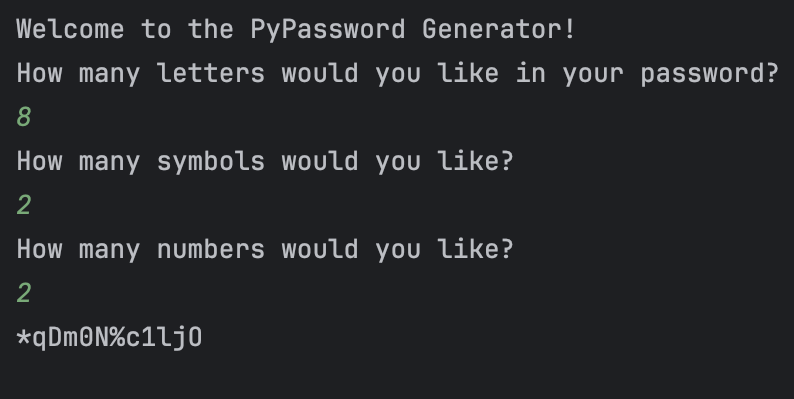 Welcome to the PyPassword Generator!
How many letters would you like in your password?
8
How many symbols would you like?
2
How many numbers would you like?
2
*qDm0N%c1ljO